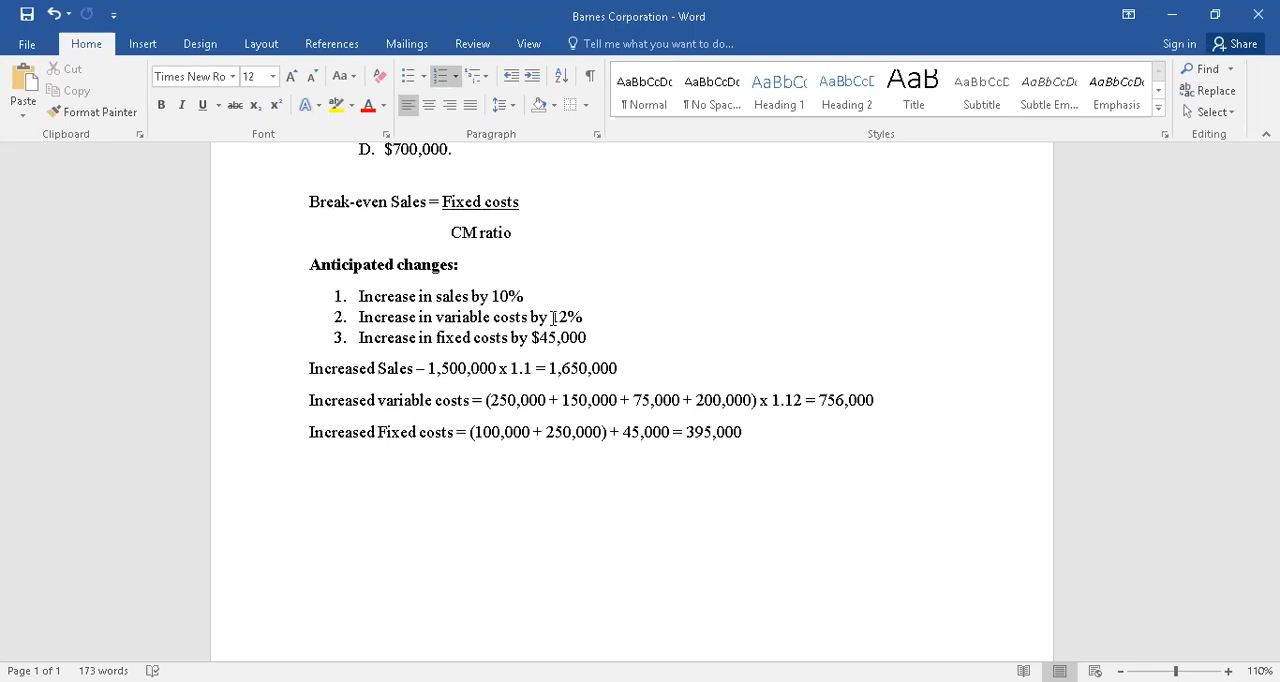 Barnes Corporation - Word
File Home Insert Design Layout References Mailings Review View Tell me what you want to do... Sign in Share
Paste
Cut
Copy
Format Painter
Clipboard
Times New Ro 12
Aa
B I U abc x₂ x²
A
Font
Paragraph
AaBbCcDc AaBbCcDc AaBbC AaBbCcD AaB AaBbCcD AaBbCcDc AaBbCcDc
¶ Normal ¶ No Spac... Heading 1 Heading 2 Title Subtitle Subtle Em... Emphasis
Styles
Find
Replace
Select
Editing
D. $700,000.
Break-even Sales = Fixed costs
CM ratio
Anticipated changes:
1. Increase in sales by 10%
2. Increase in variable costs by 12%
3. Increase in fixed costs by $45,000
Increased Sales – 1,500,000 x 1.1 = 1,650,000
Increased variable costs = (250,000 + 150,000 + 75,000 + 200,000) x 1.12 = 756,000
Increased Fixed costs = (100,000 + 250,000) + 45,000 = 395,000
Page 1 of 1 173 words 110%